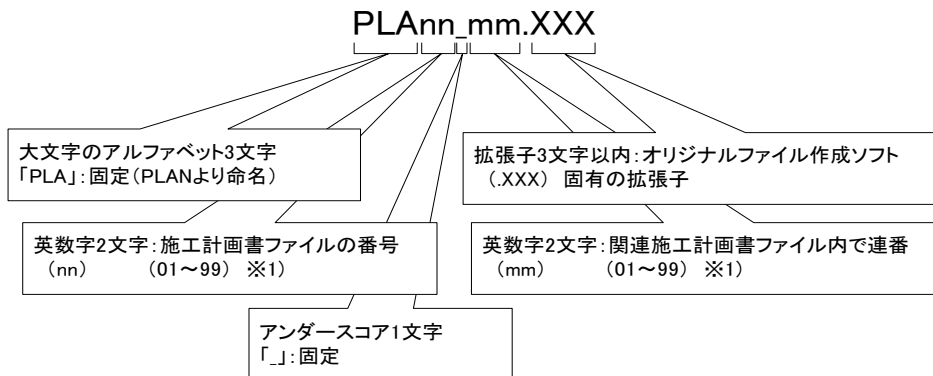 PLAnn_mm.XXX
大文字のアルファベット3文字
「PLA」：固定（PLANより命名）
拡張子3文字以内：オリジナルファイル作成ソフト
（.XXX） 固有の拡張子
英数字2文字：施工計画書ファイルの番号
（nn） （01～99） ※1）
英数字2文字：関連施工計画書ファイル内で連番
（mm） （01～99） ※1）
アンダースコア1文字
「_」：固定